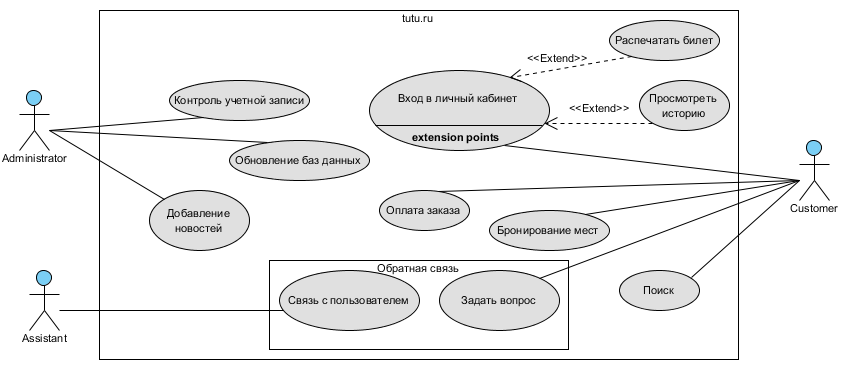 tutu.ru
Распечатать билет
<<Extend>>
Вход в личный кабинет
extension points
<<Extend>>
Просмотреть
историю
Контроль учетной записи
Administrator
Обновление баз данных
Добавление
новостей
Оплата заказа
Бронирование мест
Customer
Обратная связь
Связь с пользователем
Задать вопрос
Поиск
Assistant